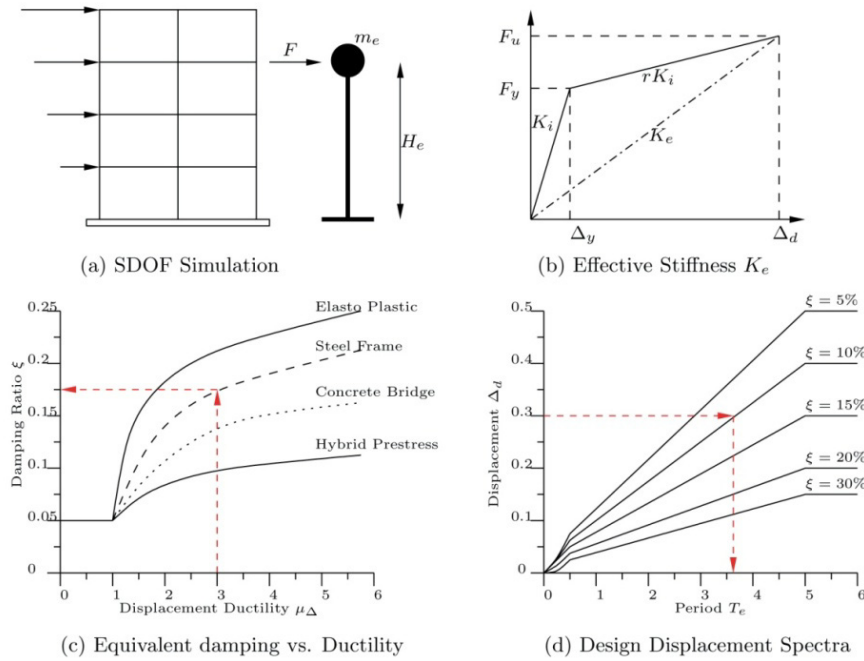 F
m_e
H_e
(a) SDOF Simulation
F_u
F_y
rK_i
K_i
K_e
Δ_y
Δ_d
(b) Effective Stiffness K_e
0.25
0.2
0.15
0.1
0.05
0
Damping Ratio ξ
Elasto Plastic
Steel Frame
Concrete Bridge
Hybrid Prestress
0 1 2 3 4 5 6
Displacement Ductility μ_Δ
(c) Equivalent damping vs. Ductility
0.5
0.4
0.3
0.2
0.1
0
Displacement Δ_d
ξ = 5%
ξ = 10%
ξ = 15%
ξ = 20%
ξ = 30%
0 1 2 3 4 5 6
Period T_e
(d) Design Displacement Spectra